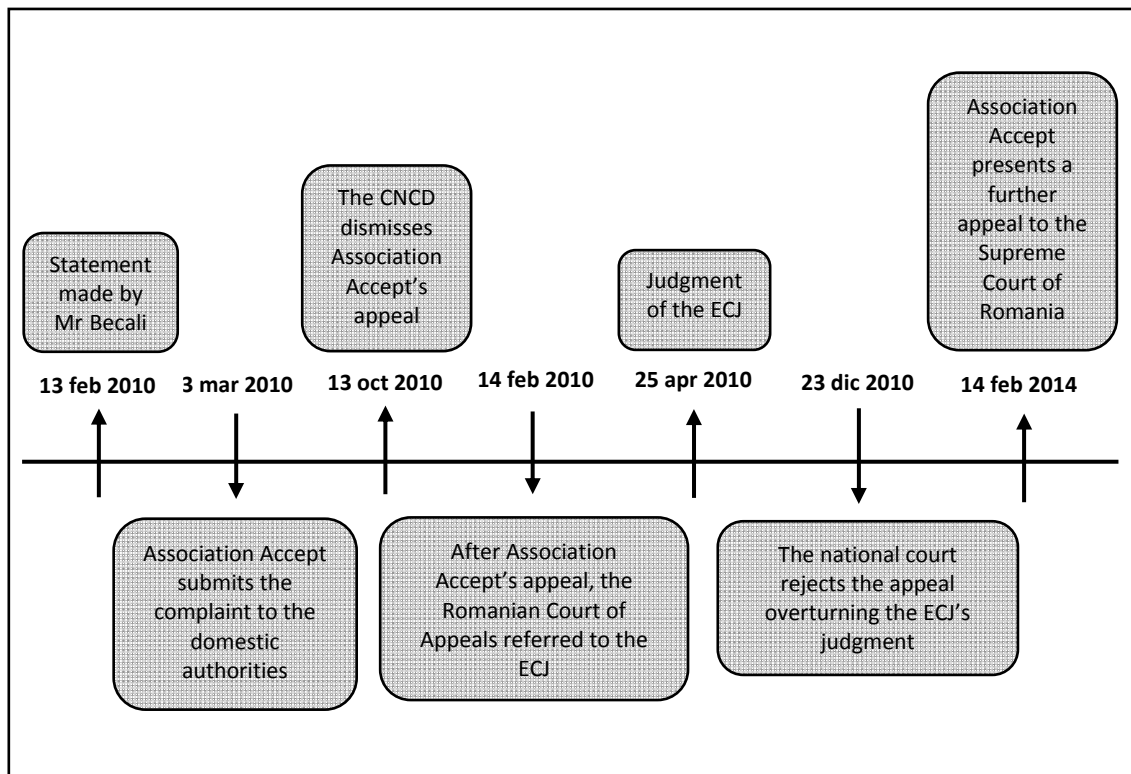 Statement
made by
Mr Becali
The CNCD
dismisses
Association
Accept's
appeal
Judgment
of the ECJ
Association
Accept
presents a
further
appeal to the
Supreme
Court of
Romania
13 feb 2010
3 mar 2010
13 oct 2010
14 feb 2010
25 apr 2010
23 dic 2010
14 feb 2014
Association Accept
submits the
complaint to the
domestic
authorities
After Association
Accept's appeal, the
Romanian Court of
Appeals referred to the
ECJ
The national court
rejects the appeal
overturning the ECJ's
judgment